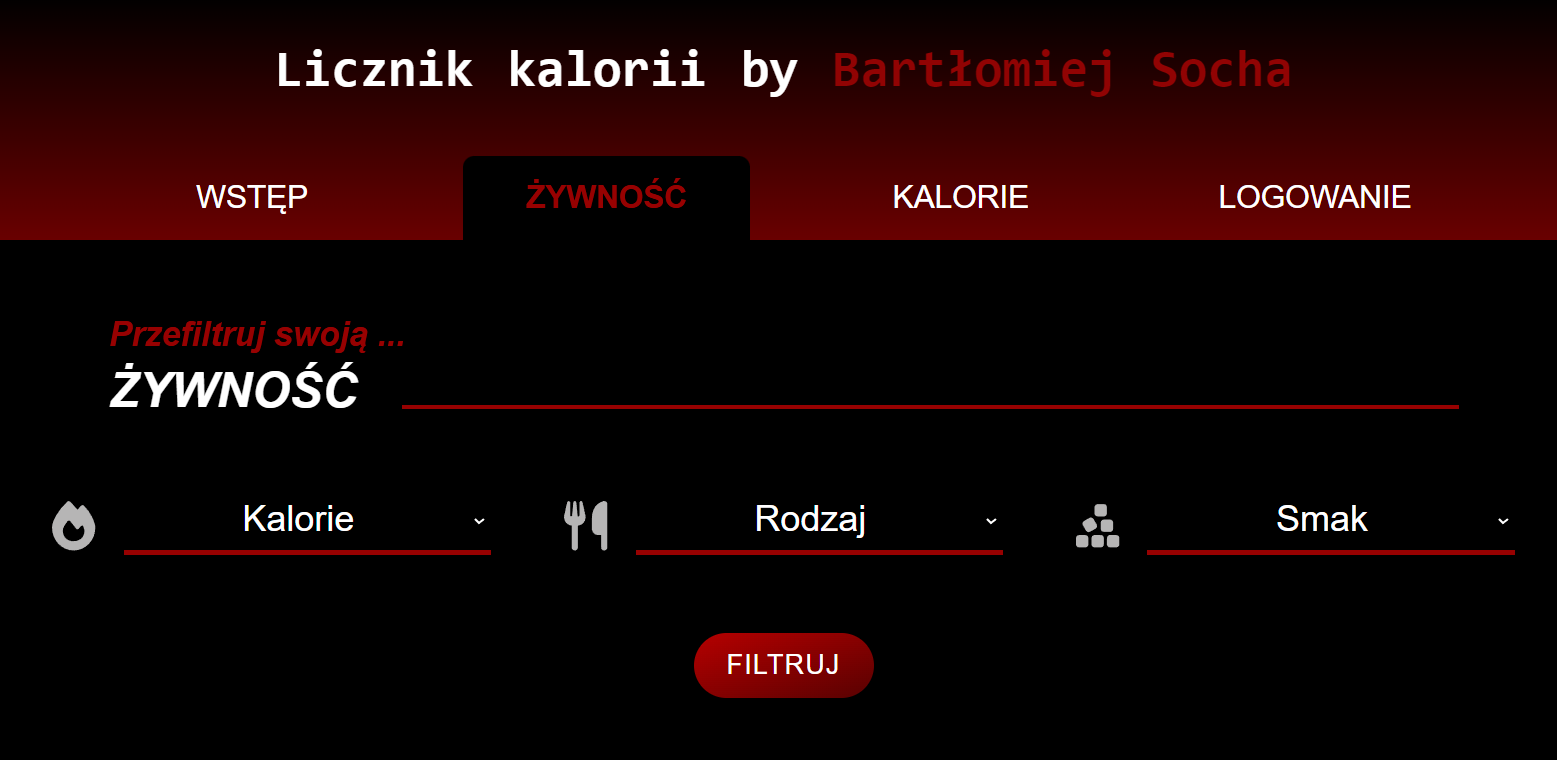 Licznik kalorii by Bartłomiej Socha
WSTĘP ŻYWNOŚĆ KALORIE LOGOWANIE
Przefiltruj swoją ...
ŻYWNOŚĆ
Kalorie Rodzaj Smak
FILTRUJ